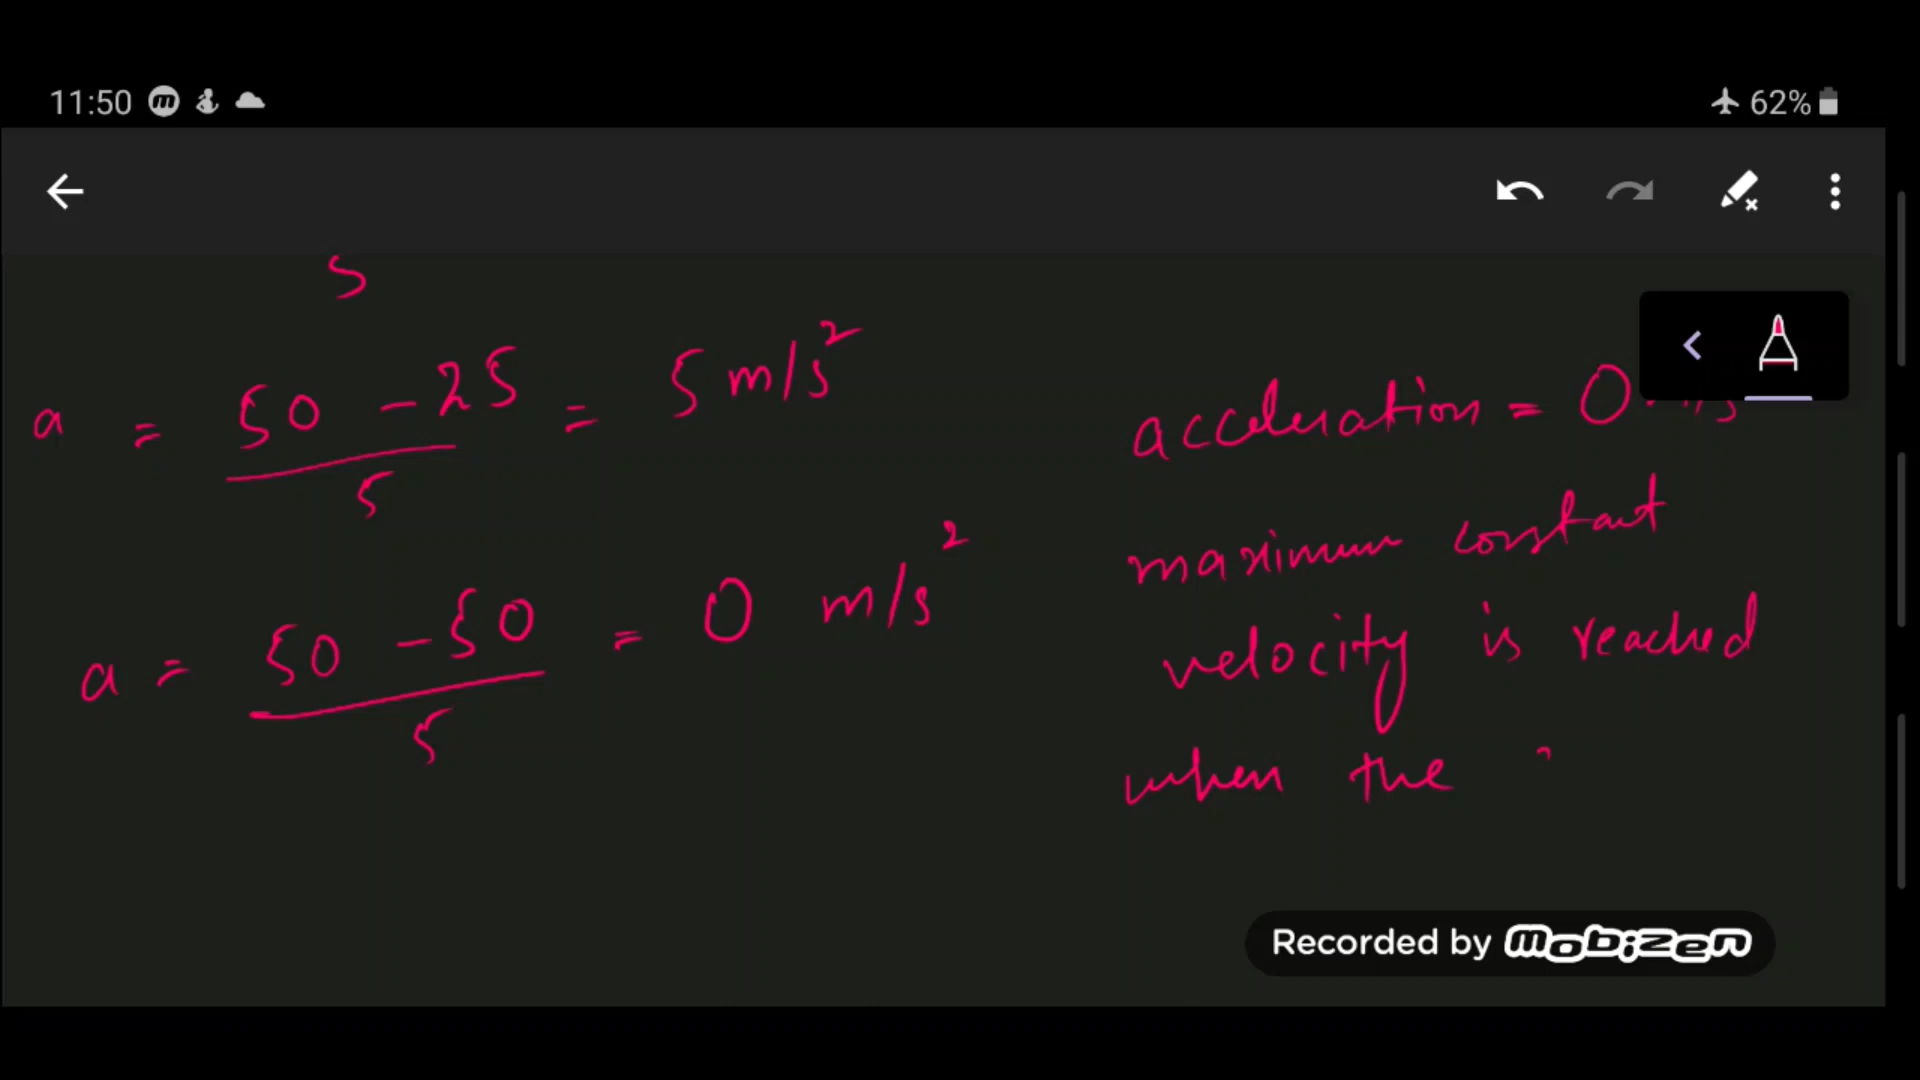 11:50 62%
5
a = 50 - 25 = 5 m/s²
5
a = 50 - 50 = 0 m/s²
5
acceleration = 0
maximum constant
velocity is reached
when the
Recorded by mobizen